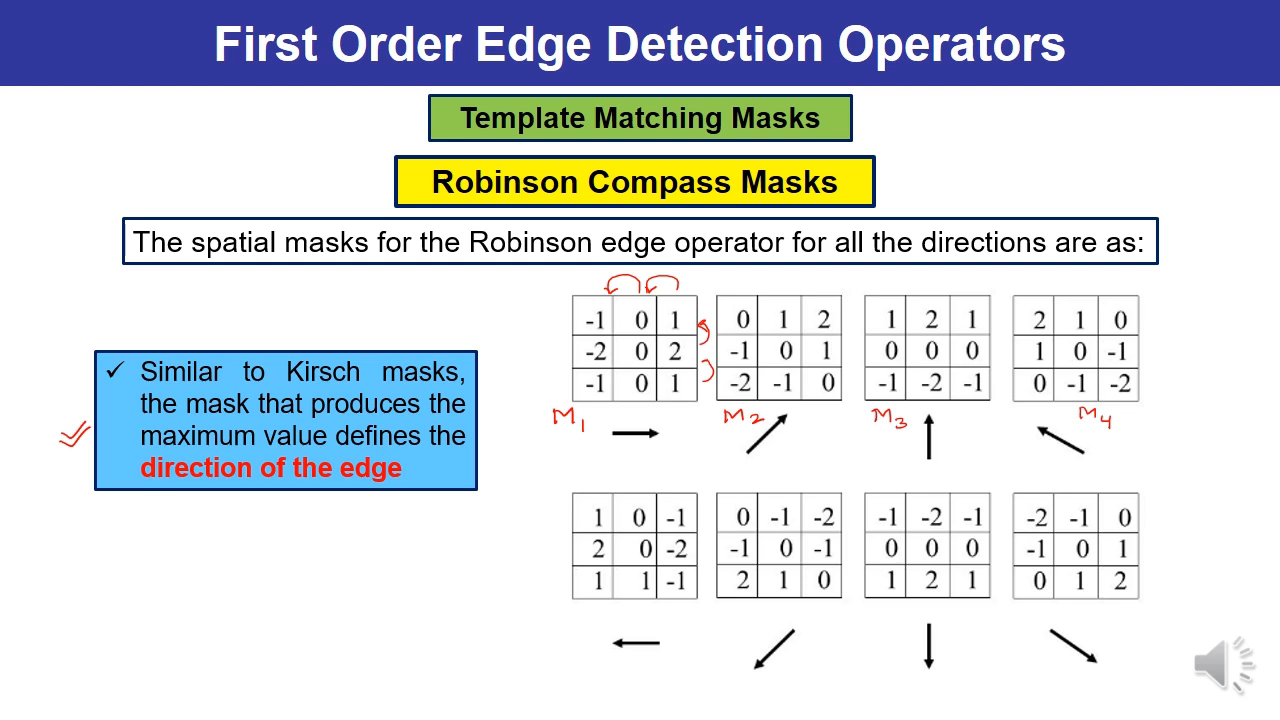 First Order Edge Detection Operators
Template Matching Masks
Robinson Compass Masks
The spatial masks for the Robinson edge operator for all the directions are as:
✓ Similar to Kirsch masks,
the mask that produces the
maximum value defines the
direction of the edge
-1 0 1
-2 0 2
-1 0 1
M1
0 1 2
-1 0 1
-2 -1 0
M2
1 2 1
0 0 0
-1 -2 -1
M3
2 1 0
1 0 -1
0 -1 -2
M4
1 0 -1
2 0 -2
1 1 -1
0 -1 -2
-1 0 -1
2 1 0
-1 -2 -1
0 0 0
1 2 1
-2 -1 0
-1 0 1
0 1 2